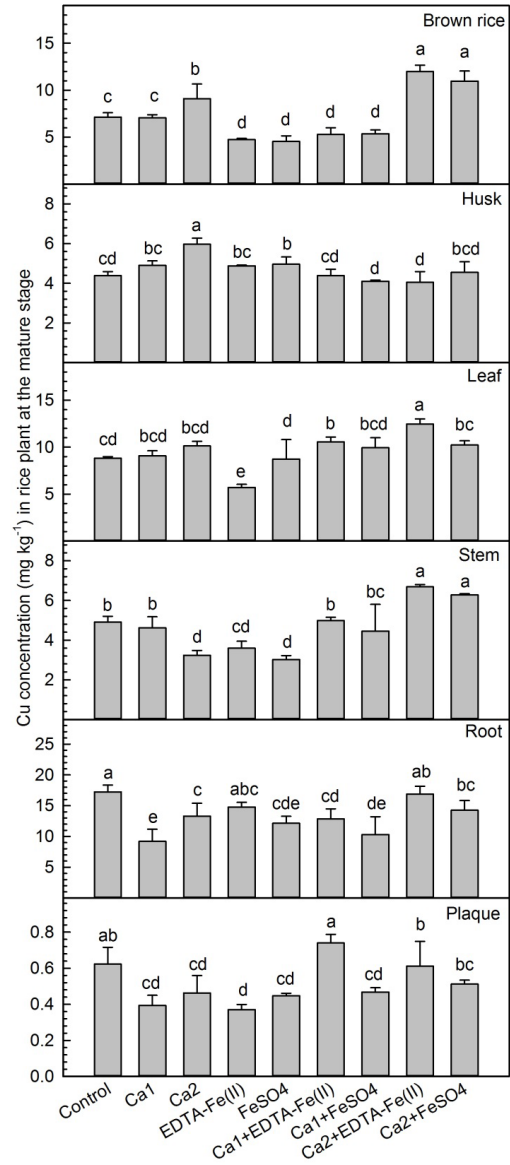 Cu concentration (mg kg⁻¹) in rice plant at the mature stage
Brown rice
15
10
5
c c b d d d d a a
Husk
8
6
4
2
cd bc a bc b cd d d bcd
Leaf
15
10
5
cd bcd bcd e d b bcd a bc
Stem
8
6
4
2
b b d cd d b bc a a
Root
25
20
15
10
5
a e c abc cde cd de ab bc
Plaque
0.8
0.6
0.4
0.2
0.0
ab cd cd d cd a cd b bc
Control
Ca1
Ca2
EDTA-Fe(II)
FeSO4
Ca1+EDTA-Fe(II)
Ca1+FeSO4
Ca2+EDTA-Fe(II)
Ca2+FeSO4